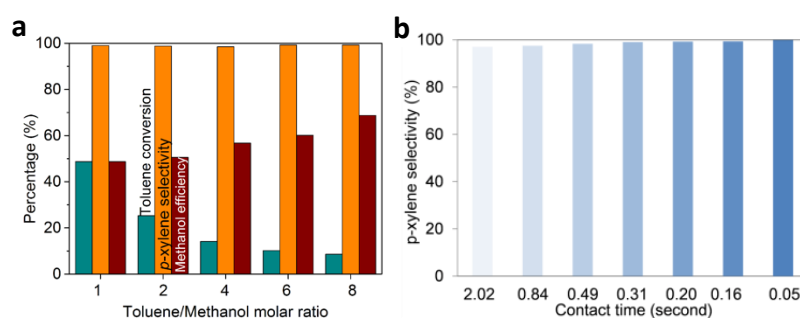 a
100
80
60
40
20
0
Percentage (%)
Toluene conversion
p-xylene selectivity
Methanol efficiency
1 2 4 6 8
Toluene/Methanol molar ratio
b
100
80
60
40
20
0
p-xylene selectivity (%)
2.02 0.84 0.49 0.31 0.20 0.16 0.05
Contact time (second)